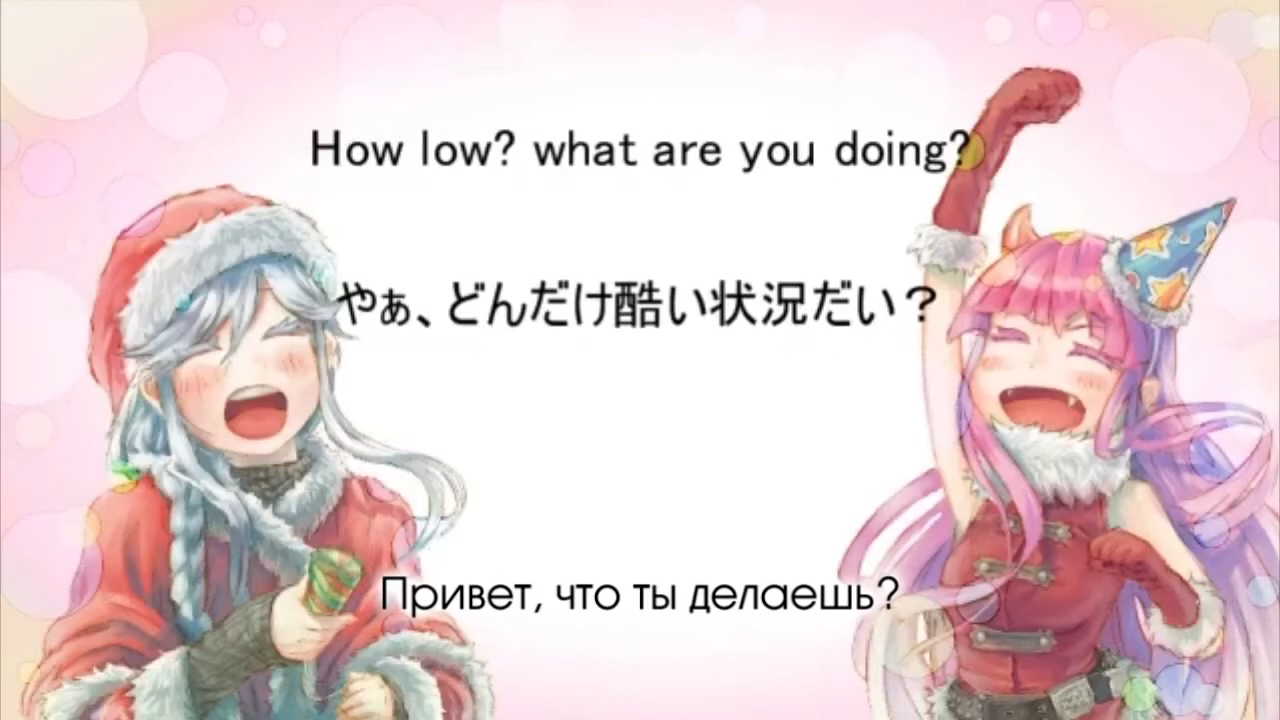 How low? what are you doing?
やぁ、どんだけ酷い状況だい？
Привет, что ты делаешь?